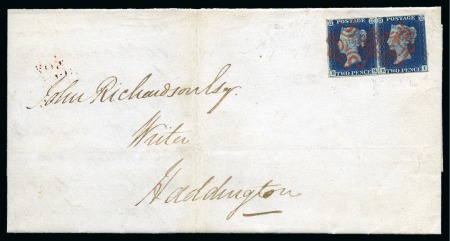 POSTAGE POSTAGE
TWO PENCE TWO PENCE
John Richardson Esq
Writer
Haddington